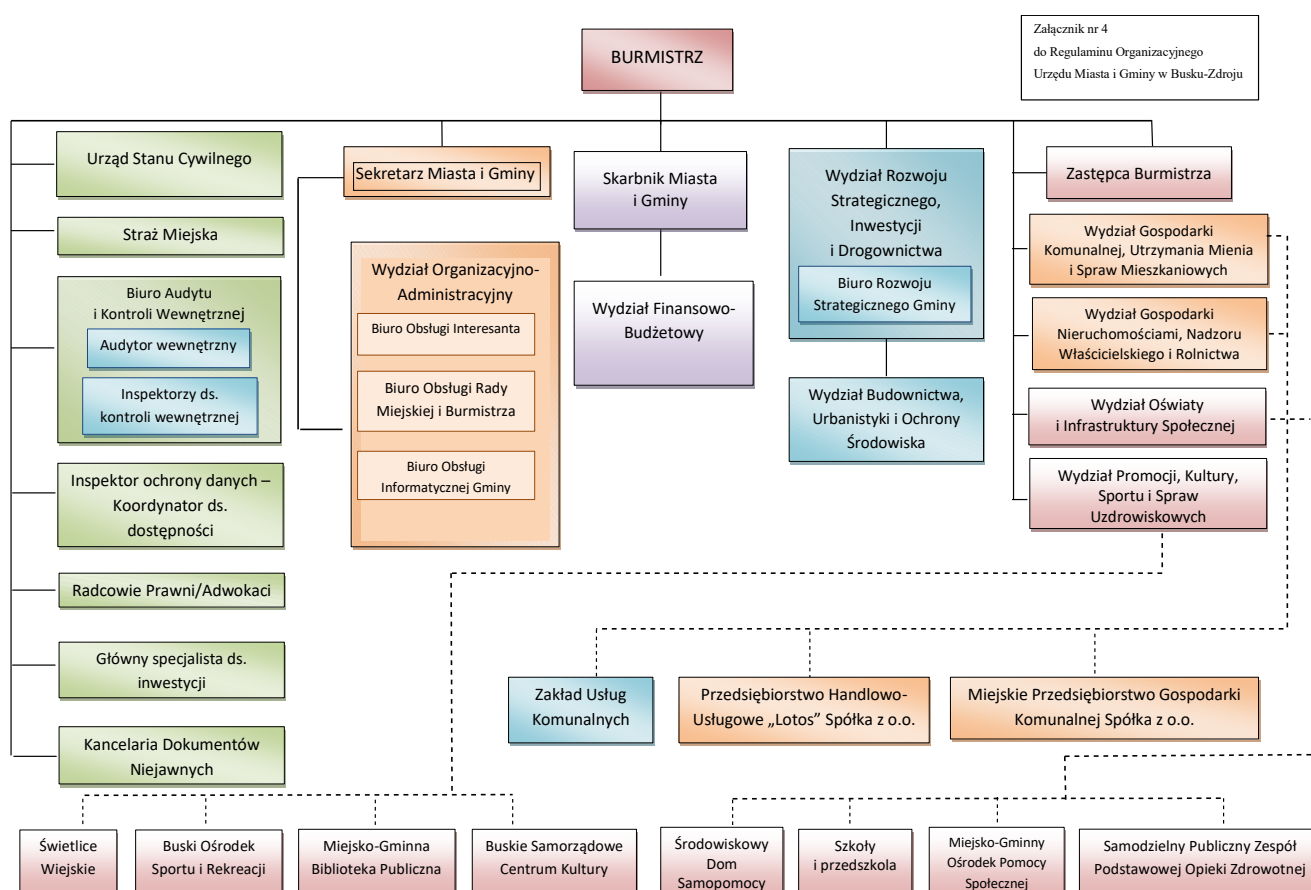 BURMISTRZ
Załącznik nr 4
do Regulaminu Organizacyjnego
Urzędu Miasta i Gminy w Busku-Zdroju
Urząd Stanu Cywilnego
Straż Miejska
Biuro Audytu
i Kontroli Wewnętrznej
Audytor wewnętrzny
Inspektorzy ds.
kontroli wewnętrznej
Inspektor ochrony danych –
Koordynator ds.
dostępności
Radcowie Prawni/Adwokaci
Główny specjalista ds.
inwestycji
Kancelaria Dokumentów
Niejawnych
Sekretarz Miasta i Gminy
Wydział Organizacyjno-
Administracyjny
Biuro Obsługi Interesanta
Biuro Obsługi Rady
Miejskiej i Burmistrza
Biuro Obsługi
Informatycznej Gminy
Skarbnik Miasta
i Gminy
Wydział Finansowo-
Budżetowy
Wydział Rozwoju
Strategicznego,
Inwestycji
i Drogownictwa
Biuro Rozwoju
Strategicznego Gminy
Wydział Budownictwa,
Urbanistyki i Ochrony
Środowiska
Zastępca Burmistrza
Wydział Gospodarki
Komunalnej, Utrzymania Mienia
i Spraw Mieszkaniowych
Wydział Gospodarki
Nieruchomościami, Nadzoru
Właścicielskiego i Rolnictwa
Wydział Oświaty
i Infrastruktury Społecznej
Wydział Promocji, Kultury,
Sportu i Spraw
Uzdrowiskowych
Zakład Usług
Komunalnych
Przedsiębiorstwo Handlowo-
Usługowe „Lotos” Spółka z o.o.
Miejskie Przedsiębiorstwo Gospodarki
Komunalnej Spółka z o.o.
Świetlice
Wiejskie
Buski Ośrodek
Sportu i Rekreacji
Miejsko-Gminna
Biblioteka Publiczna
Buskie Samorządowe
Centrum Kultury
Środowiskowy
Dom
Samopomocy
Szkoły
i przedszkola
Miejsko-Gminny
Ośrodek Pomocy
Społecznej
Samodzielny Publiczny Zespół
Podstawowej Opieki Zdrowotnej